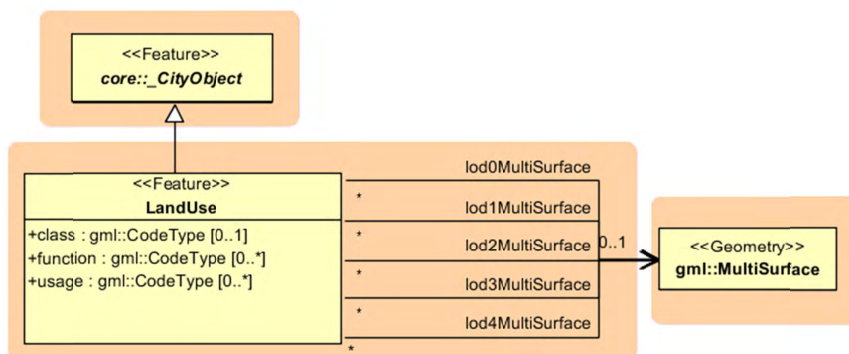 <<Feature>>
core::_CityObject
<<Feature>>
LandUse
+class : gml::CodeType [0..1]
+function : gml::CodeType [0..*]
+usage : gml::CodeType [0..*]
lod0MultiSurface
*
lod1MultiSurface
*
lod2MultiSurface
0..1
*
lod3MultiSurface
*
lod4MultiSurface
*
<<Geometry>>
gml::MultiSurface